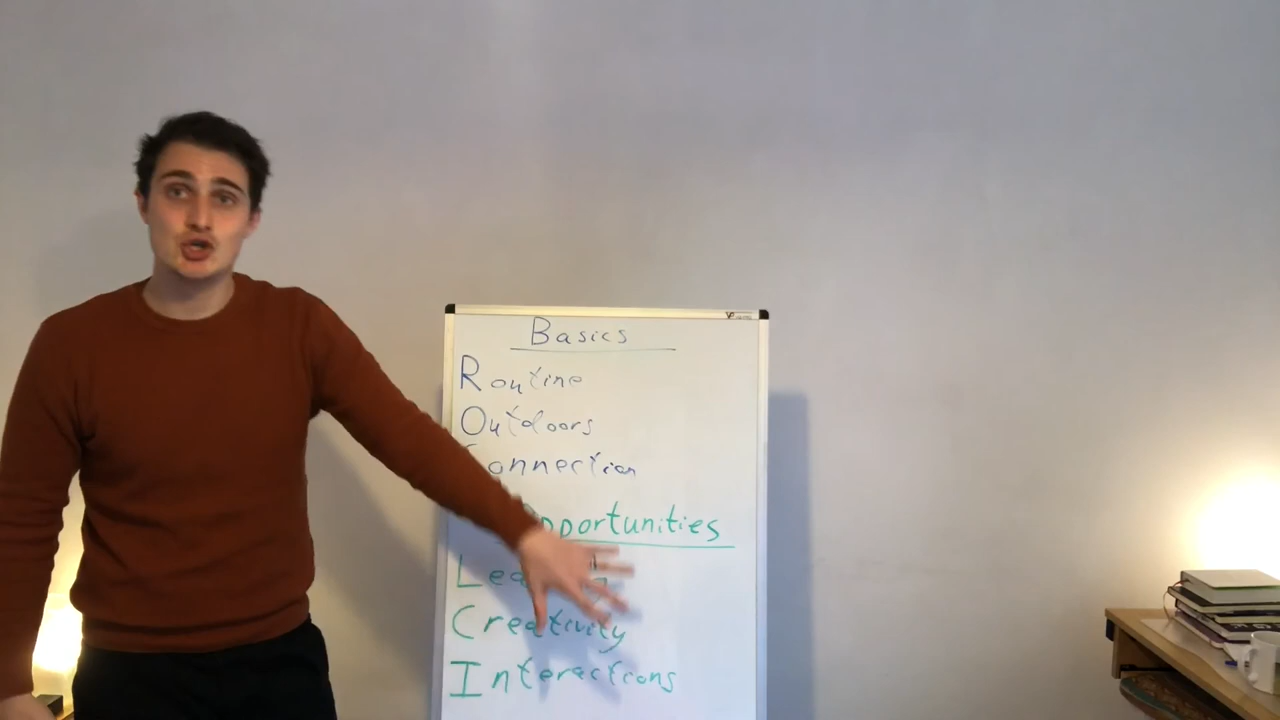 Basics
Routine
Outdoors
onnection
pportunities
Creativity
Interactions